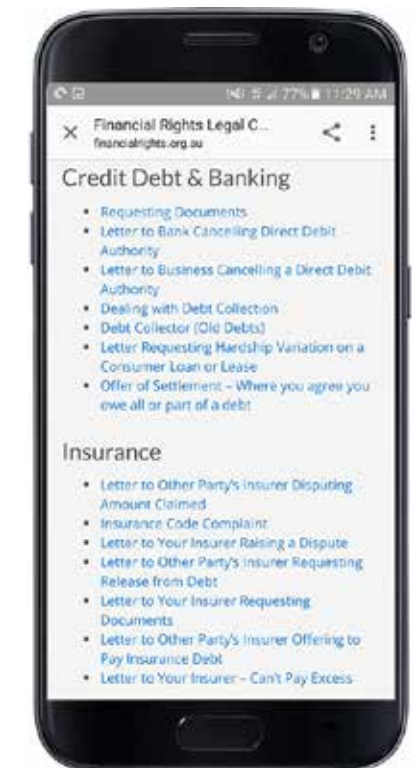 77% 11:29 AM
Financial Rights Legal C...
financialrights.org.au
Credit Debt & Banking
• Requesting Documents
• Letter to Bank Cancelling Direct Debit
Authority
• Letter to Business Cancelling a Direct Debit
Authority
• Dealing with Debt Collection
• Debt Collector (Old Debts)
• Letter Requesting Hardship Variation on a
Consumer Loan or Lease
• Offer of Settlement – Where you agree you
owe all or part of a debt
Insurance
• Letter to Other Party's Insurer Disputing
Amount Claimed
• Insurance Code Complaint
• Letter to Your Insurer Raising a Dispute
• Letter to Other Party's Insurer Requesting
Release from Debt
• Letter to Your Insurer Requesting
Documents
• Letter to Other Party's Insurer Offering to
Pay Insurance Debt
• Letter to Your Insurer – Can't Pay Excess